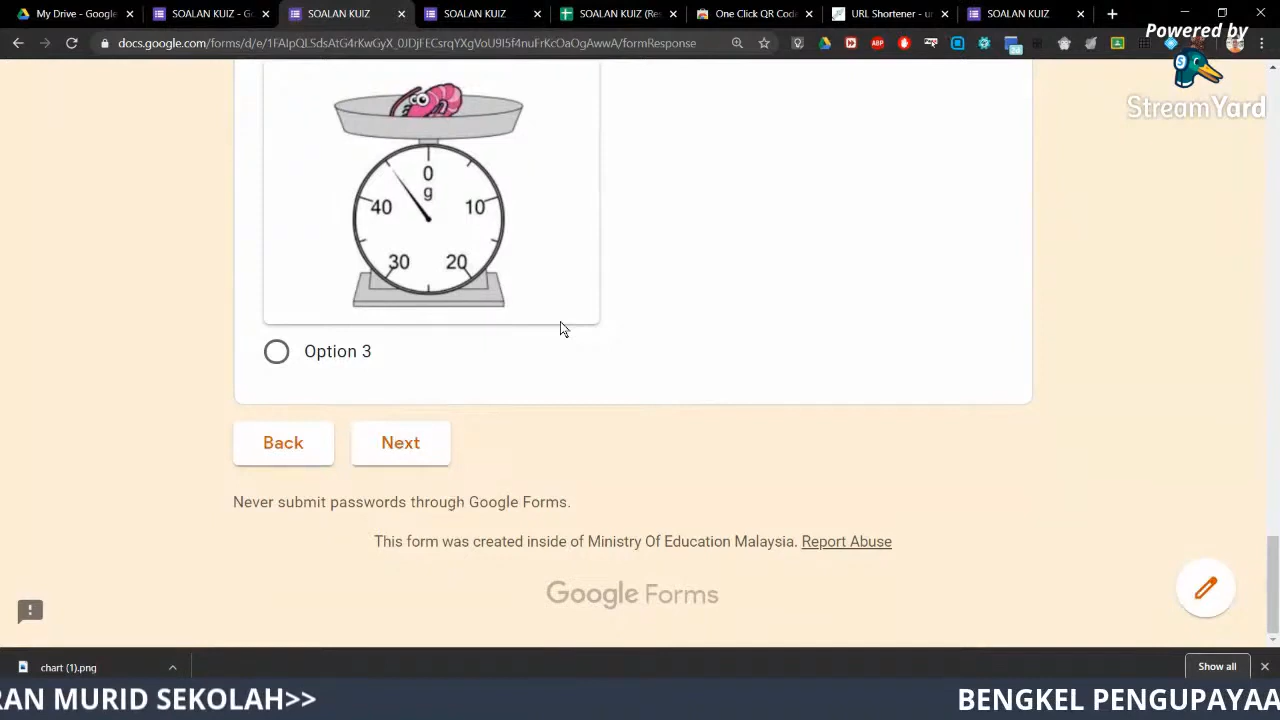 My Drive - Google
SOALAN KUIZ - Go
SOALAN KUIZ
SOALAN KUIZ
SOALAN KUIZ (Re
One Click QR Code
URL Shortener - u
SOALAN KUIZ
Powered by
StreamYard
0
g
40
10
30
20
Option 3
Back
Next
Never submit passwords through Google Forms.
This form was created inside of Ministry Of Education Malaysia. Report Abuse
Google Forms
chart (1).png
Show all
RAN MURID SEKOLAH>>
BENGKEL PENGUPAYAA